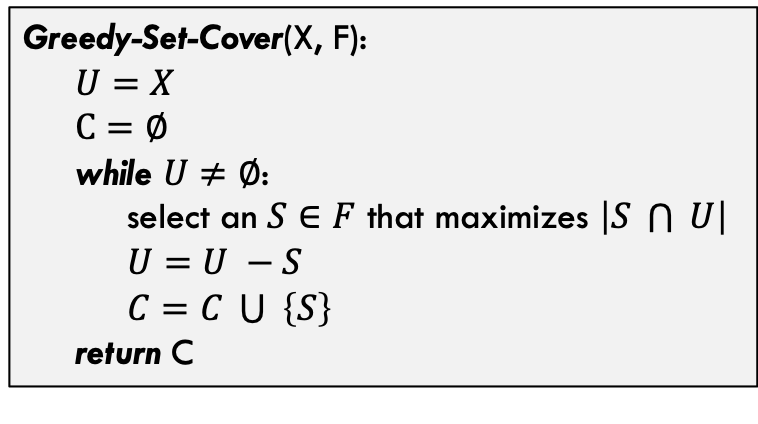 Greedy-Set-Cover(X, F):
U = X
C = ∅
while U ≠ ∅:
select an S ∈ F that maximizes |S ∩ U|
U = U − S
C = C ∪ {S}
return C